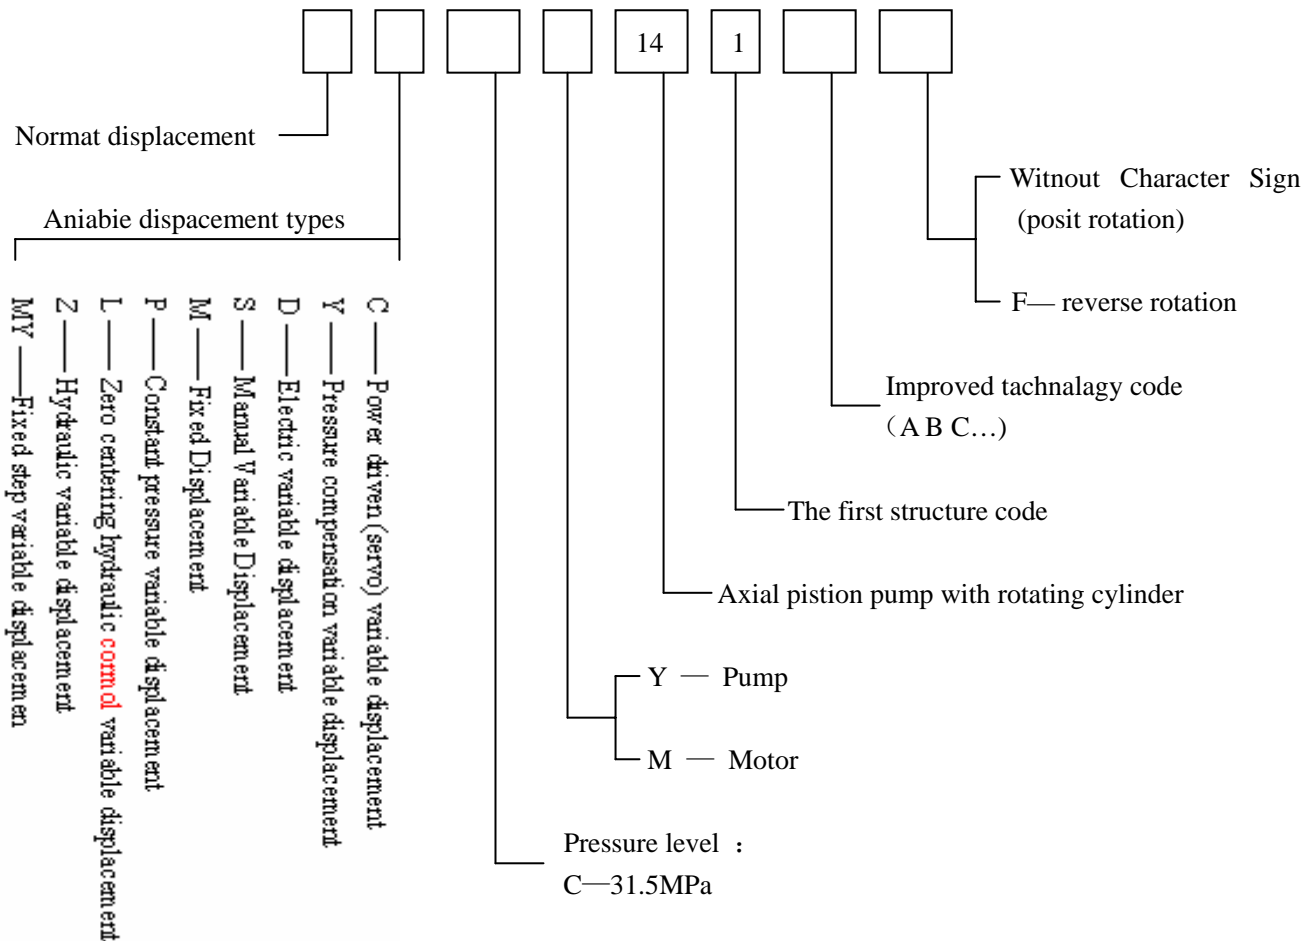 14
1
Normat displacement
Aniabie dispacement types
C——Power driven (servo) variable displacement
Y——Pressure compensation variable displacement
D——Electric variable displacement
S——Manual Variable Displacement
M——Fixed Displacement
P——Constant pressure variable displacement
L——Zero centering hydraulic cormol variable displacement
Z——Hydraulic variable displacement
MY——Fixed step variable displacemen
Witnout Character Sign
(posit rotation)
F— reverse rotation
Improved tachnalagy code
（A B C…)
The first structure code
Axial pistion pump with rotating cylinder
Y — Pump
M — Motor
Pressure level ：
C—31.5MPa